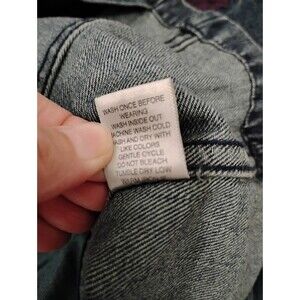 WASH ONCE BEFORE
WEARING
WASH INSIDE OUT
MACHINE WASH COLD
WASH AND DRY WITH
LIKE COLORS
GENTLE CYCLE
DO NOT BLEACH
TUMBLE DRY LOW